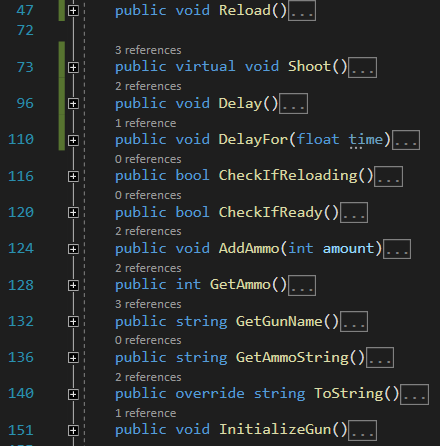 47 public void Reload()...
72
3 references
73 public virtual void Shoot()...
2 references
96 public void Delay()...
1 reference
110 public void DelayFor(float time)...
0 references
116 public bool CheckIfReloading()...
0 references
120 public bool CheckIfReady()...
2 references
124 public void AddAmmo(int amount)...
2 references
128 public int GetAmmo()...
3 references
132 public string GetGunName()...
0 references
136 public string GetAmmoString()...
2 references
140 public override string ToString()...
1 reference
151 public void InitializeGun()...